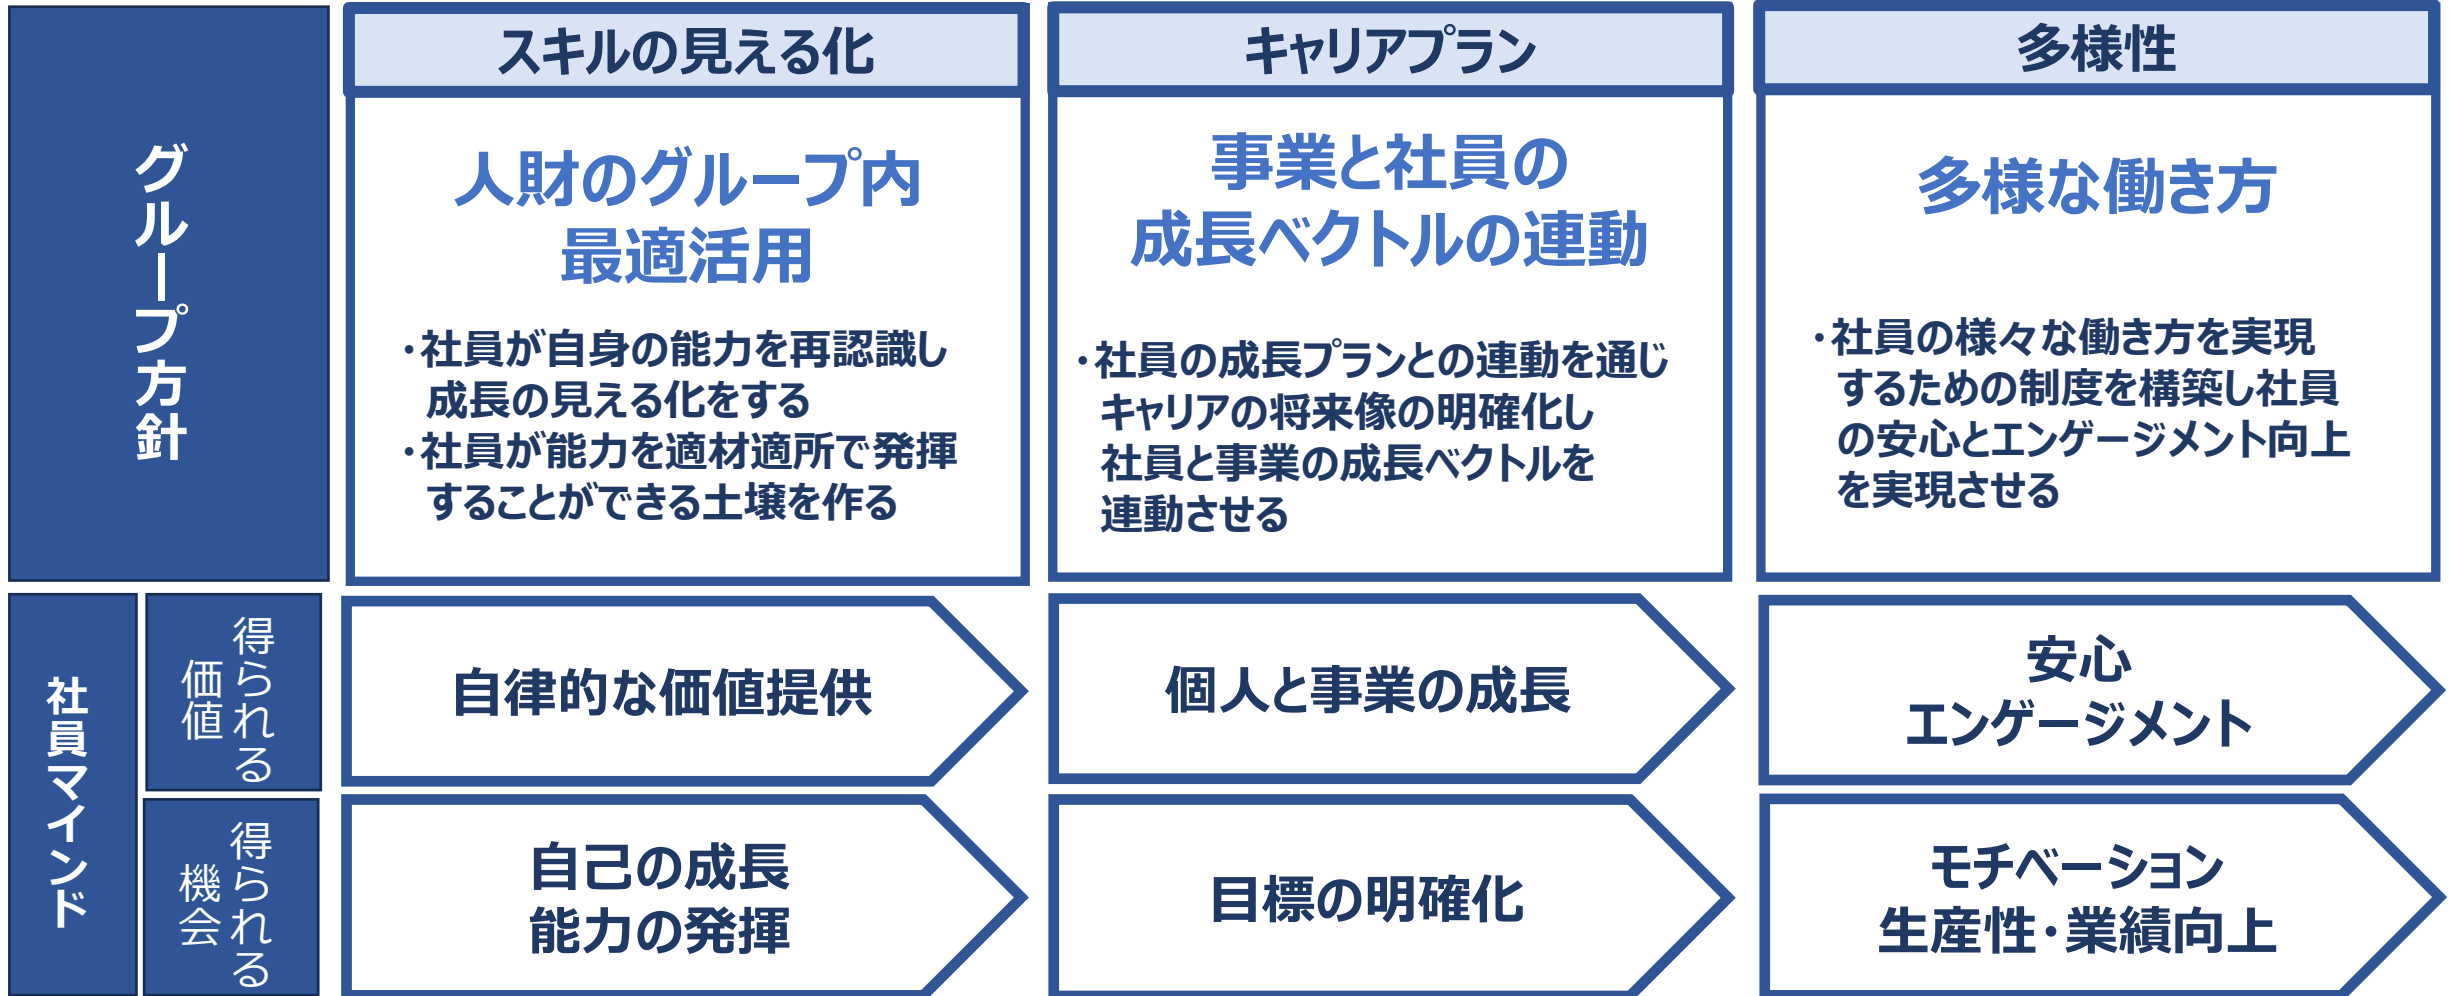 グループ方針
スキルの見える化
人財のグループ内
最適活用
・社員が自身の能力を再認識し
成長の見える化をする
・社員が能力を適材適所で発揮
することができる土壌を作る
キャリアプラン
事業と社員の
成長ベクトルの連動
・社員の成長プランとの連動を通じ
キャリアの将来像の明確化し
社員と事業の成長ベクトルを
連動させる
多様性
多様な働き方
・社員の様々な働き方を実現
するための制度を構築し社員
の安心とエンゲージメント向上
を実現させる
社員マインド
得られる
価値
自律的な価値提供
個人と事業の成長
安心
エンゲージメント
得られる
機会
自己の成長
能力の発揮
目標の明確化
モチベーション
生産性・業績向上